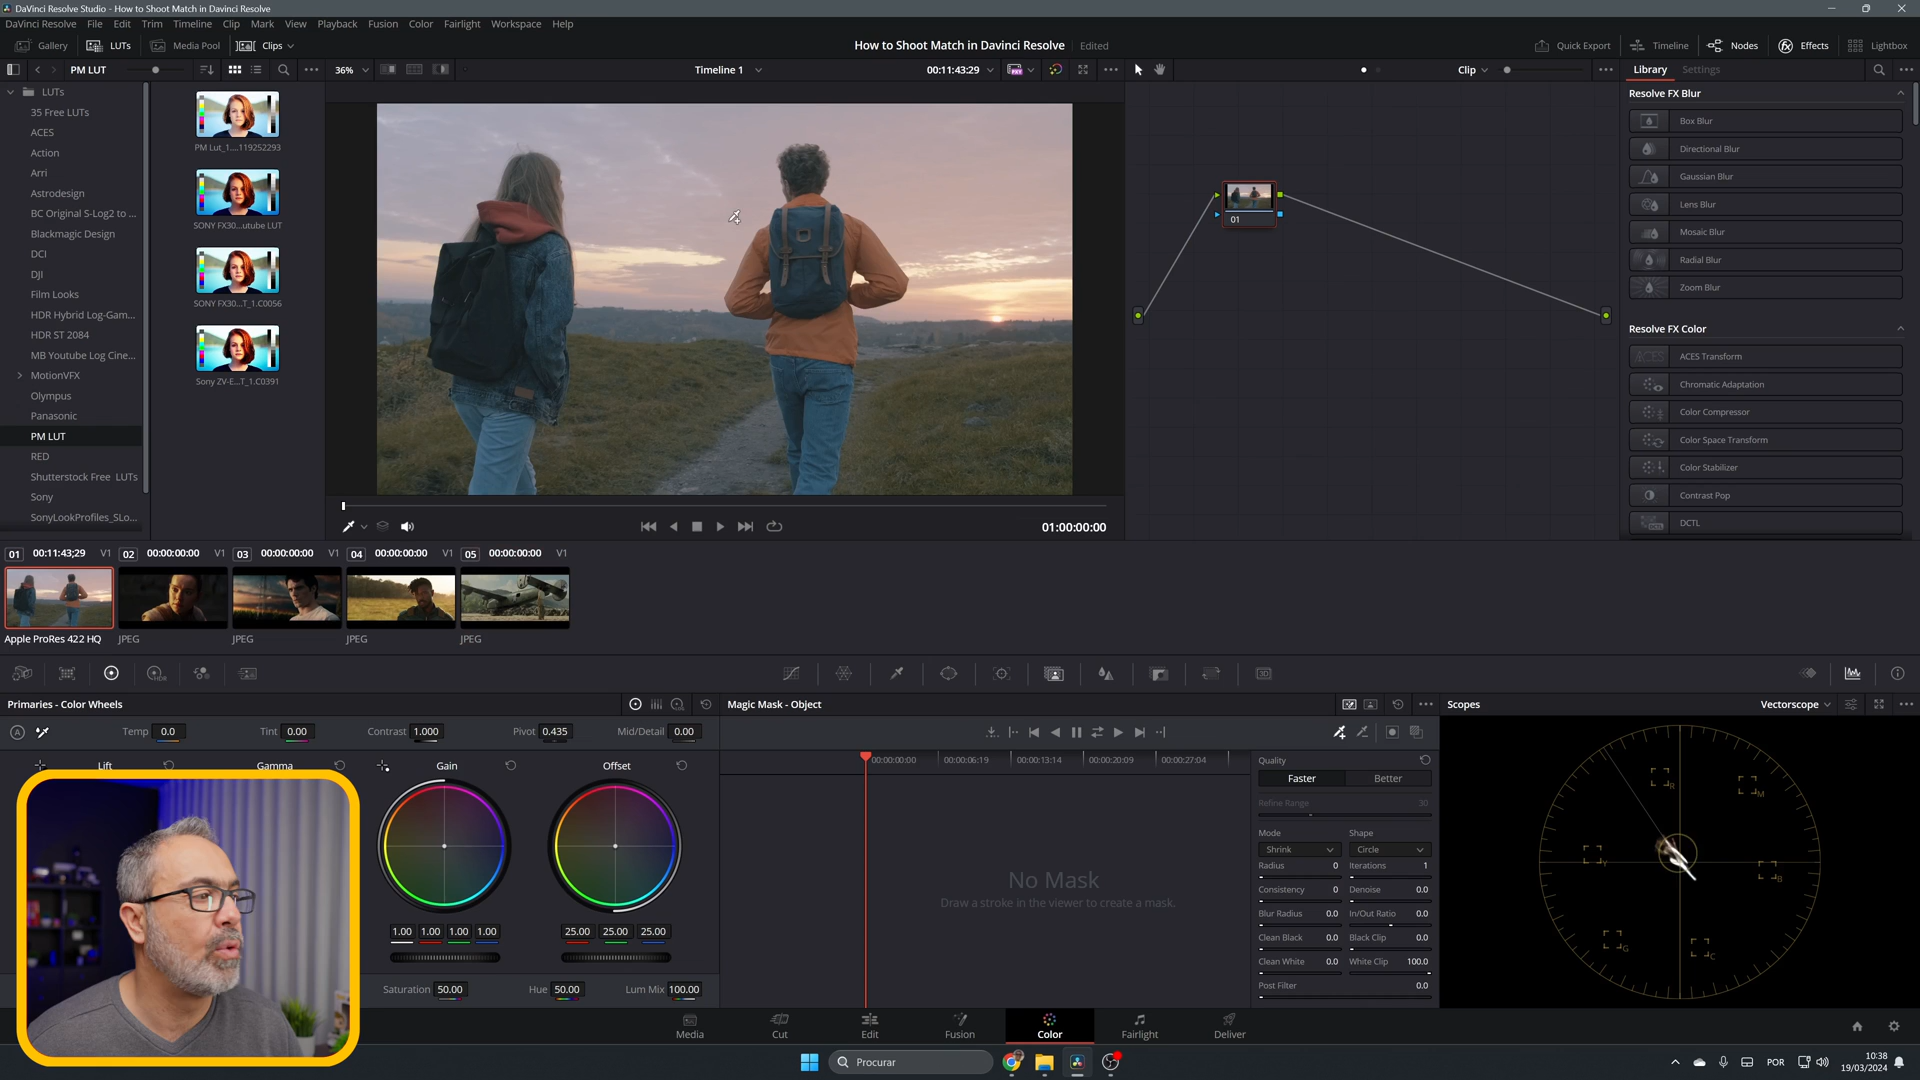 DaVinci Resolve Studio - How to Shoot Match in Davinci Resolve
DaVinci Resolve File Edit Trim Timeline Clip Mark View Playback Fusion Color Fairlight Workspace Help
Gallery LUTs Media Pool Clips How to Shoot Match in Davinci Resolve Edited Quick Export Timeline Nodes Effects Lightbox
PM LUT 36% Timeline 1 00:11:43:29 Clip Library Settings
LUTs
35 Free LUTs
ACES
Action
Arri
Astrodesign
BC Original S-Log2 to ...
Blackmagic Design
DCI
DJI
Film Looks
HDR Hybrid Log-Gam...
HDR ST 2084
MB Youtube Log Cine...
MotionVFX
Olympus
Panasonic
PM LUT
RED
Shutterstock Free LUTs
Sony
SonyLookProfiles_SLo...
PM Lut_1....119252293
SONY FX30...utube LUT
SONY FX30...T_1.C0056
Sony ZV-E...T_1.C0391
01
Resolve FX Blur
Box Blur
Directional Blur
Gaussian Blur
Lens Blur
Mosaic Blur
Radial Blur
Zoom Blur
Resolve FX Color
ACES Transform
Chromatic Adaptation
Color Compressor
Color Space Transform
Color Stabilizer
Contrast Pop
DCTL
01:00:00:00
01 00:11:43;29 V1 02 00:00:00:00 V1 03 00:00:00:00 V1 04 00:00:00:00 V1 05 00:00:00:00 V1
Apple ProRes 422 HQ JPEG JPEG JPEG JPEG
Primaries - Color Wheels
Temp 0.0 Tint 0.00 Contrast 1.000 Pivot 0.435 Mid/Detail 0.00
Lift Gamma Gain Offset
1.00 1.00 1.00 1.00 25.00 25.00 25.00
Saturation 50.00 Hue 50.00 Lum Mix 100.00
Magic Mask - Object
00:00:00:00 00:00:06:19 00:00:13:14 00:00:20:09 00:00:27:04
No Mask
Draw a stroke in the viewer to create a mask.
Quality
Faster Better
Refine Range 30
Mode Shape
Shrink Circle
Radius 0 Iterations 1
Consistency 0 Denoise 0.0
Blur Radius 0.0 In/Out Ratio 0.0
Clean Black 0.0 Black Clip 0.0
Clean White 0.0 White Clip 100.0
Post Filter 0.0
Scopes Vectorscope
R M
Y B
G C
Media Cut Edit Fusion Color Fairlight Deliver
Procurar
POR
10:38
19/03/2024